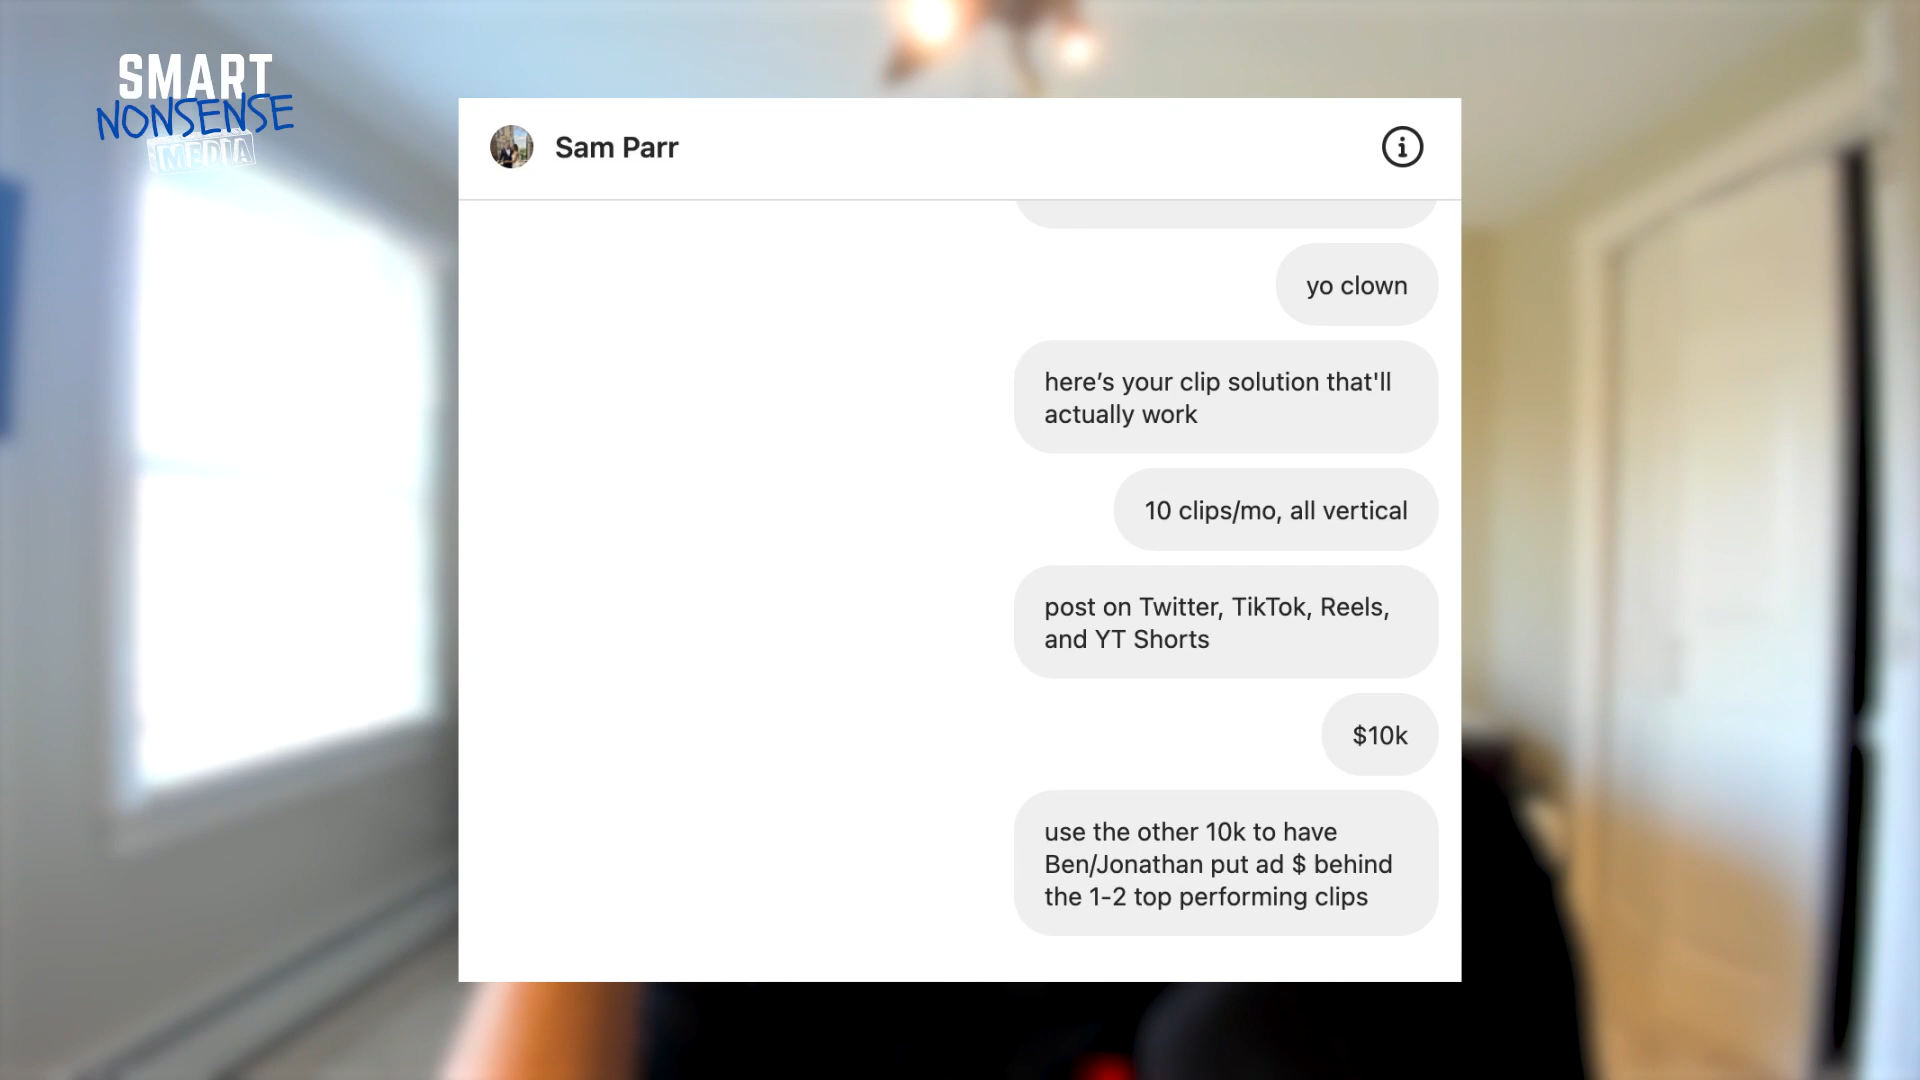 SMART
NONSENSE
MEDIA
Sam Parr
yo clown
here’s your clip solution that'll
actually work
10 clips/mo, all vertical
post on Twitter, TikTok, Reels,
and YT Shorts
$10k
use the other 10k to have
Ben/Jonathan put ad $ behind
the 1-2 top performing clips